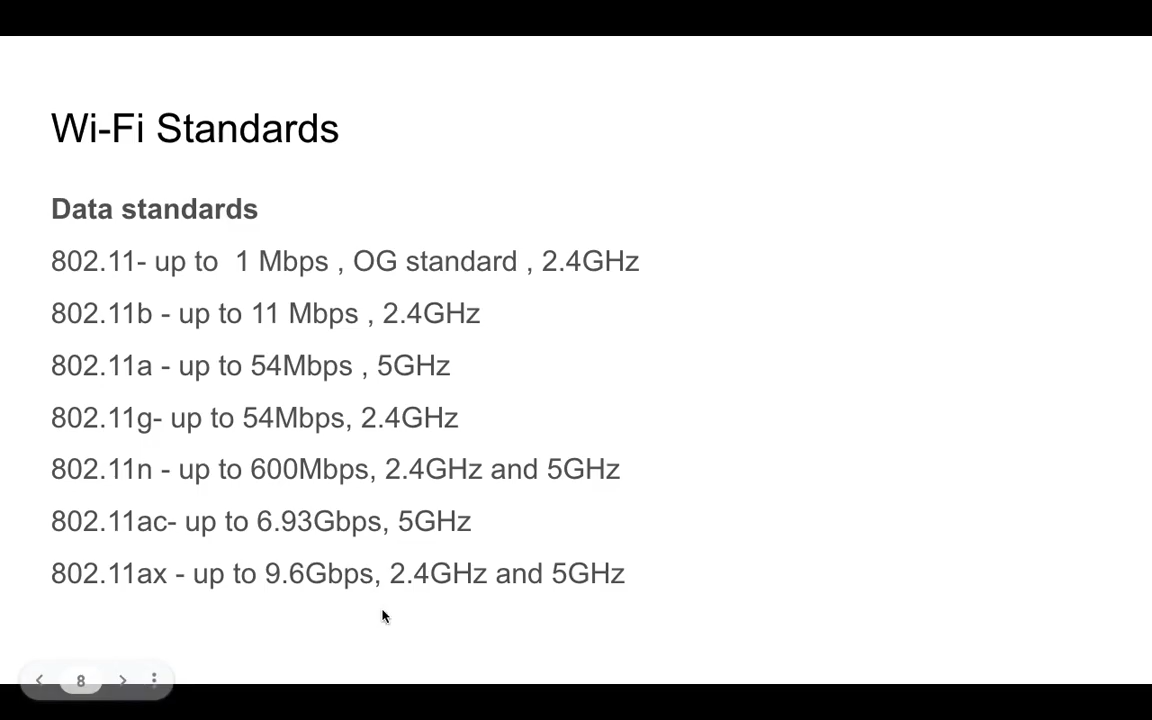 Wi-Fi Standards
Data standards
802.11- up to  1 Mbps , OG standard , 2.4GHz
802.11b - up to 11 Mbps , 2.4GHz
802.11a - up to 54Mbps , 5GHz
802.11g- up to 54Mbps, 2.4GHz
802.11n - up to 600Mbps, 2.4GHz and 5GHz
802.11ac- up to 6.93Gbps, 5GHz
802.11ax - up to 9.6Gbps, 2.4GHz and 5GHz
8